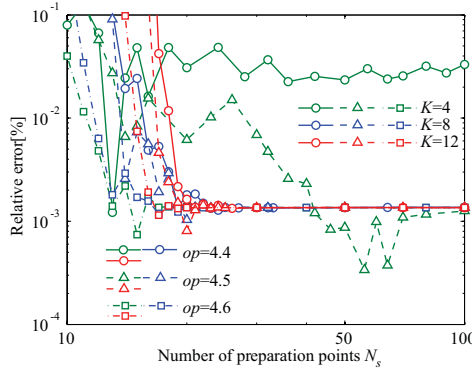 10⁻¹
10⁻²
10⁻³
10⁻⁴
Relative error[%]
K=4
K=8
K=12
op=4.4
op=4.5
op=4.6
10 50 100
Number of preparation points Nₛ